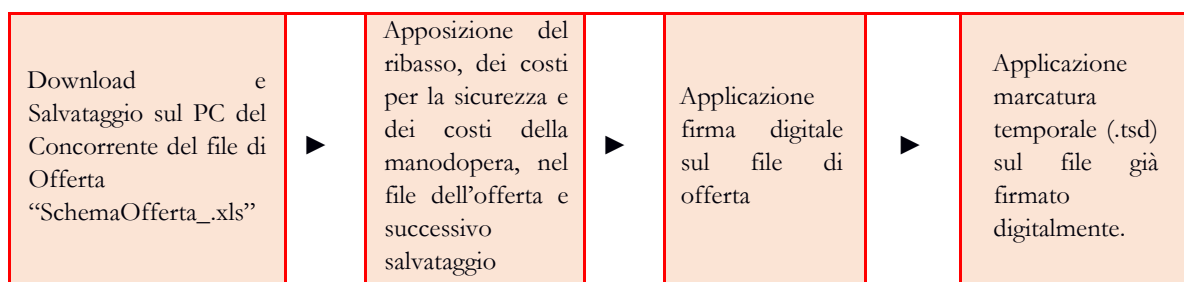 Download e
Salvataggio sul PC del
Concorrente del file di
Offerta
“SchemaOfferta_.xls”
►
Apposizione del
ribasso, dei costi
per la sicurezza e
dei costi della
manodopera, nel
file dell’offerta e
successivo
salvataggio
►
Applicazione
firma digitale
sul file di
offerta
►
Applicazione
marcatura
temporale (.tsd)
sul file già
firmato
digitalmente.